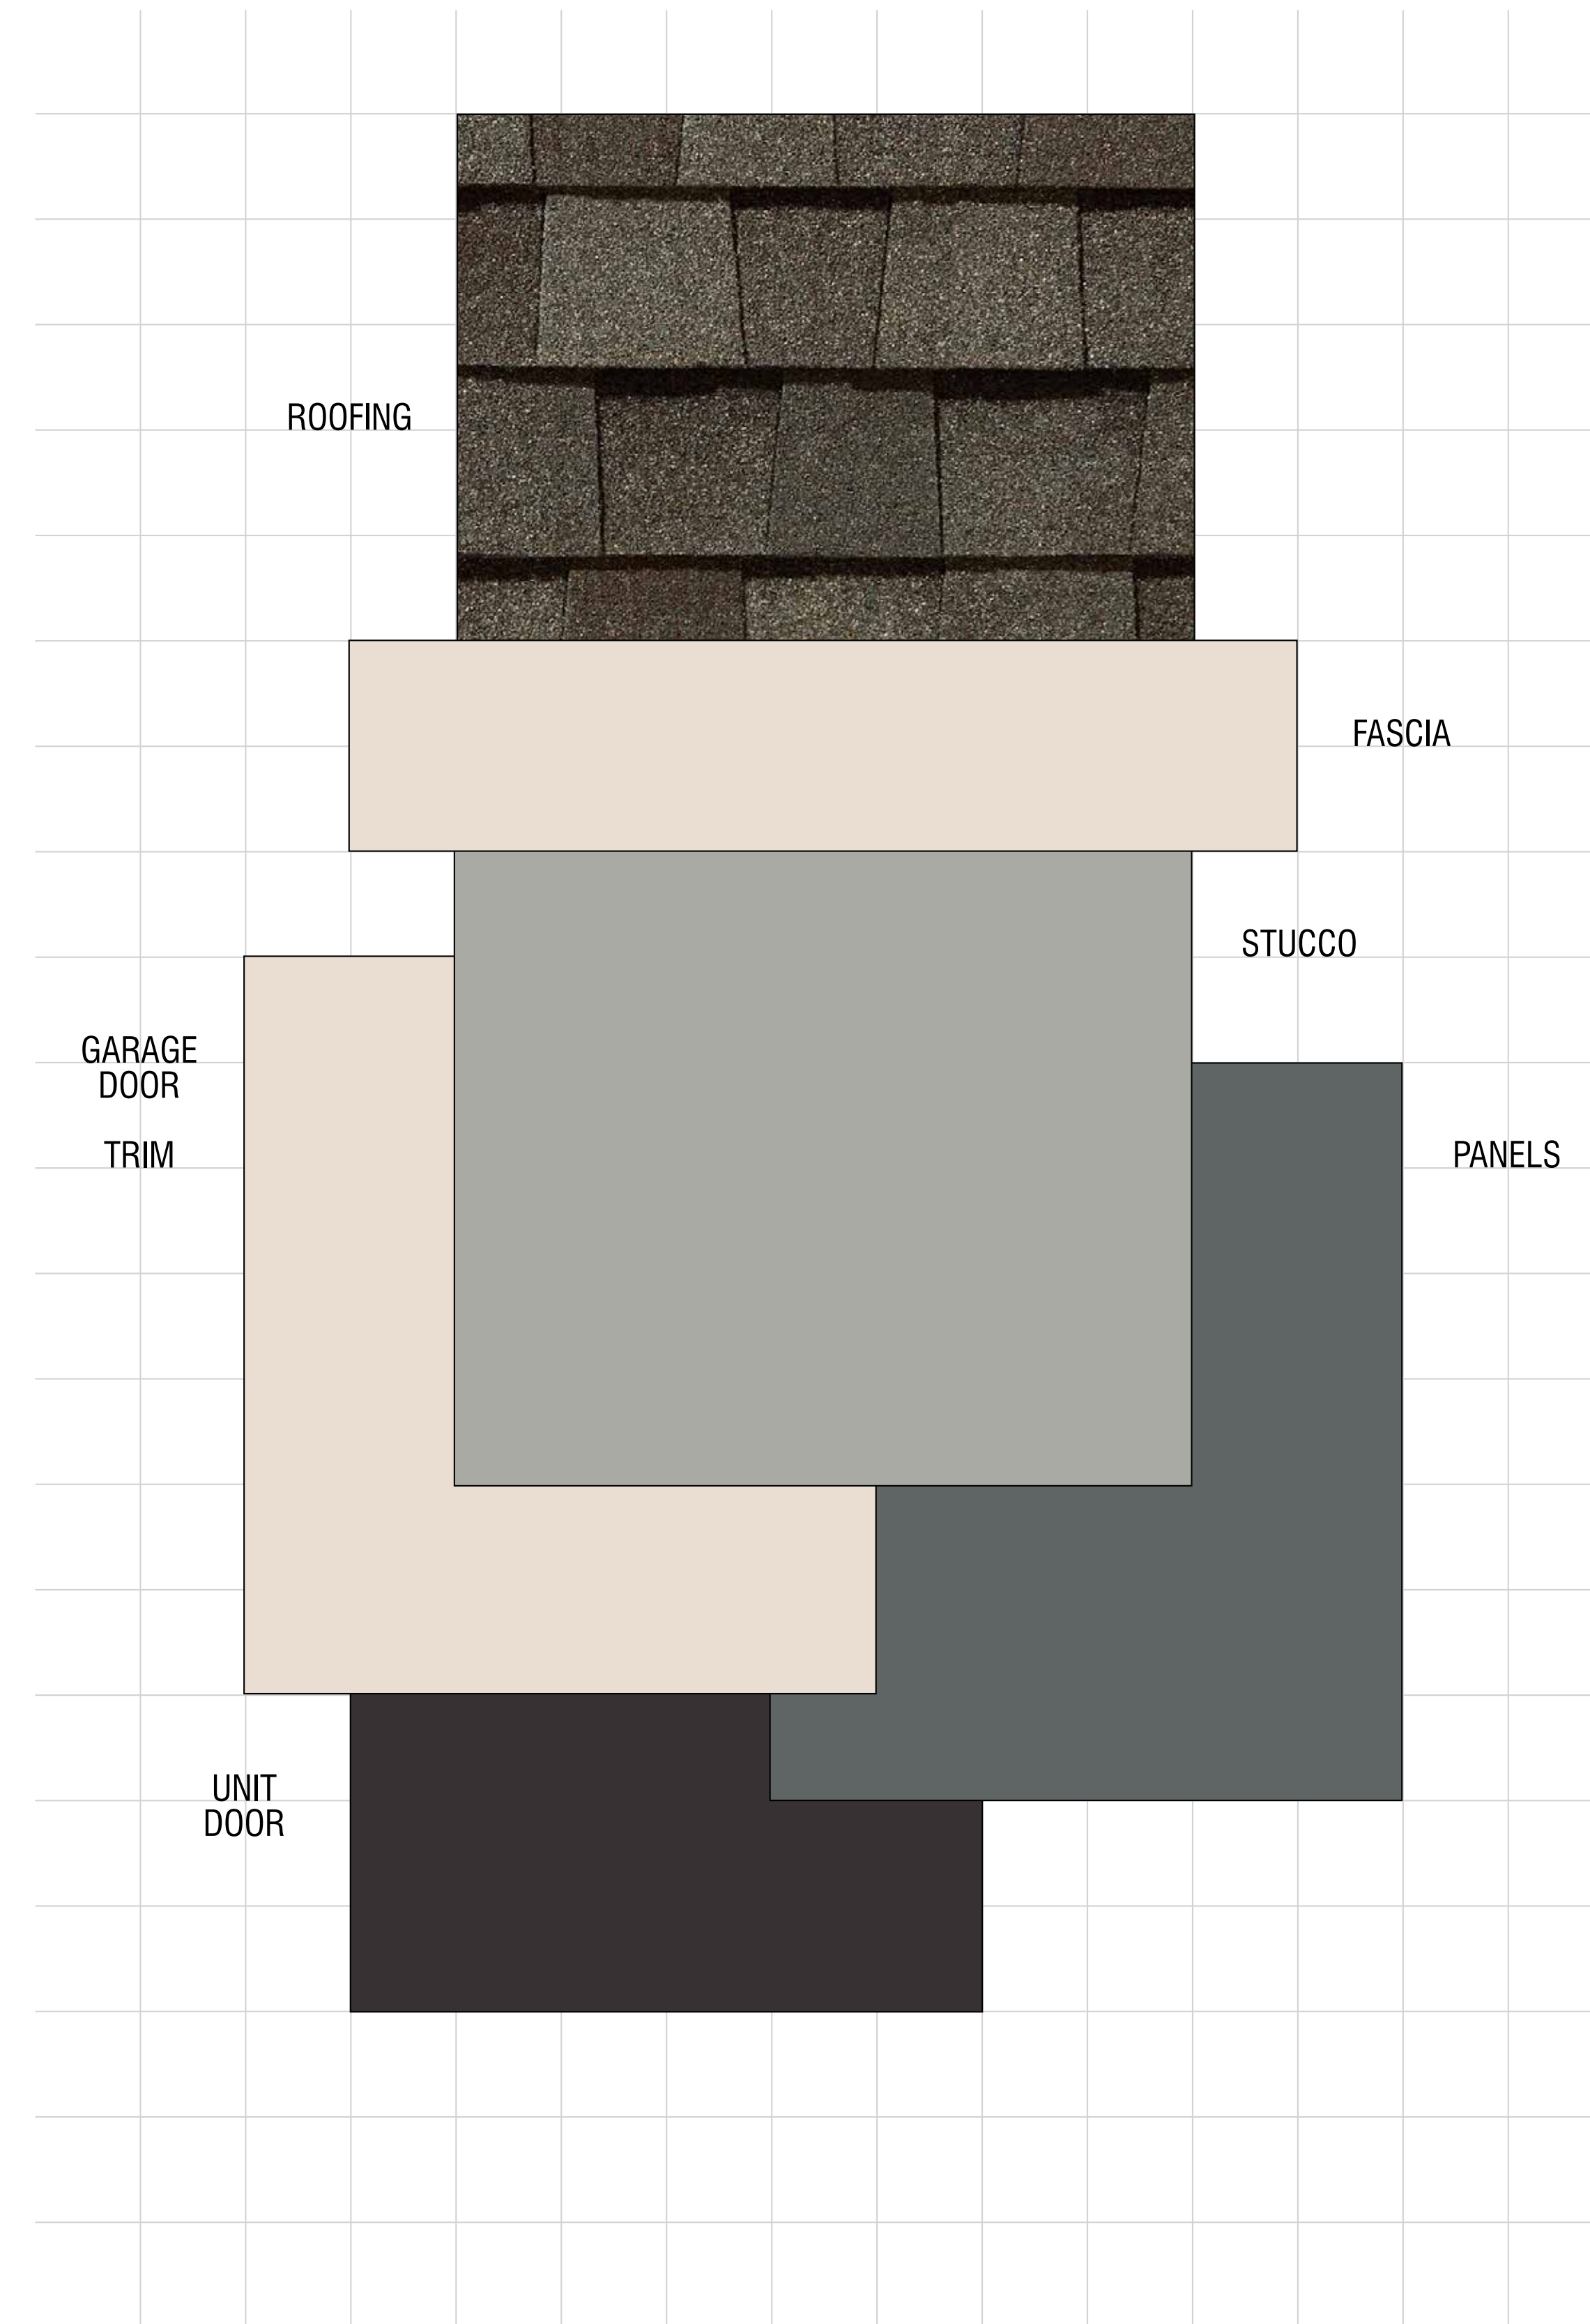 ROOFING
FASCIA
STUCCO
GARAGE
DOOR
TRIM
PANELS
UNIT
DOOR